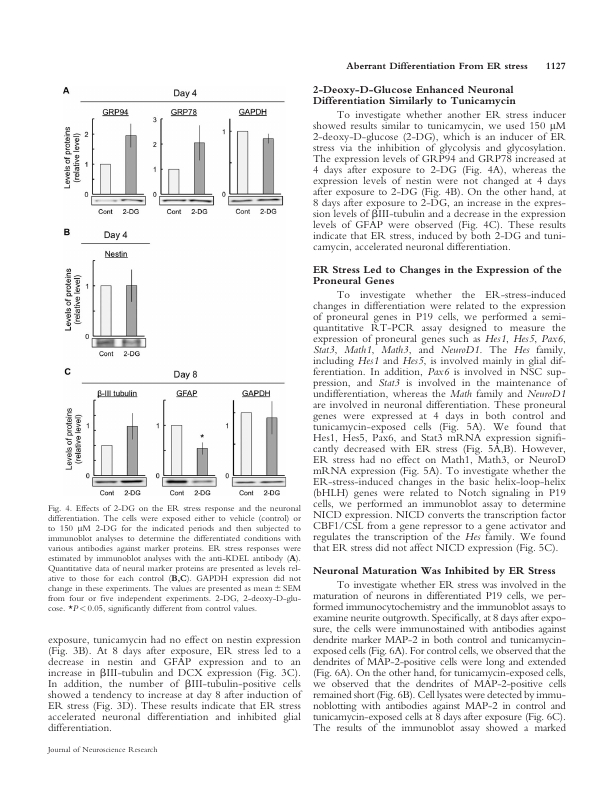 Aberrant Differentiation From ER stress 1127
A
Day 4
GRP94 GRP78 GAPDH
Levels of proteins
(relative level)
2
1
0
3
2
1
0
1
0
Cont 2-DG Cont 2-DG Cont 2-DG
B
Day 4
Nestin
Levels of proteins
(relative level)
1
0
Cont 2-DG
C
Day 8
β-III tubulin GFAP GAPDH
Levels of proteins
(relative level)
1
0
1
0
*
1
0
Cont 2-DG Cont 2-DG Cont 2-DG
Fig. 4. Effects of 2-DG on the ER stress response and the neuronal
differentiation. The cells were exposed either to vehicle (control) or
to 150 μM 2-DG for the indicated periods and then subjected to
immunoblot analyses to determine the differentiated conditions with
various antibodies against marker proteins. ER stress responses were
estimated by immunoblot analyses with the anti-KDEL antibody (A).
Quantitative data of neural marker proteins are presented as levels rel-
ative to those for each control (B,C). GAPDH expression did not
change in these experiments. The values are presented as mean ± SEM
from four or five independent experiments. 2-DG, 2-deoxy-D-glu-
cose. *P < 0.05, significantly different from control values.
exposure, tunicamycin had no effect on nestin expression
(Fig. 3B). At 8 days after exposure, ER stress led to a
decrease in nestin and GFAP expression and to an
increase in βIII-tubulin and DCX expression (Fig. 3C).
In addition, the number of βIII-tubulin-positive cells
showed a tendency to increase at day 8 after induction of
ER stress (Fig. 3D). These results indicate that ER stress
accelerated neuronal differentiation and inhibited glial
differentiation.
2-Deoxy-D-Glucose Enhanced Neuronal
Differentiation Similarly to Tunicamycin
To investigate whether another ER stress inducer
showed results similar to tunicamycin, we used 150 μM
2-deoxy-D-glucose (2-DG), which is an inducer of ER
stress via the inhibition of glycolysis and glycosylation.
The expression levels of GRP94 and GRP78 increased at
4 days after exposure to 2-DG (Fig. 4A), whereas the
expression levels of nestin were not changed at 4 days
after exposure to 2-DG (Fig. 4B). On the other hand, at
8 days after exposure to 2-DG, an increase in the expres-
sion levels of βIII-tubulin and a decrease in the expression
levels of GFAP were observed (Fig. 4C). These results
indicate that ER stress, induced by both 2-DG and tuni-
camycin, accelerated neuronal differentiation.
ER Stress Led to Changes in the Expression of the
Proneural Genes
To investigate whether the ER-stress-induced
changes in differentiation were related to the expression
of proneural genes in P19 cells, we performed a semi-
quantitative RT-PCR assay designed to measure the
expression of proneural genes such as Hes1, Hes5, Pax6,
Stat3, Math1, Math3, and NeuroD1. The Hes family,
including Hes1 and Hes5, is involved mainly in glial dif-
ferentiation. In addition, Pax6 is involved in NSC sup-
pression, and Stat3 is involved in the maintenance of
undifferentiation, whereas the Math family and NeuroD1
are involved in neuronal differentiation. These proneural
genes were expressed at 4 days in both control and
tunicamycin-exposed cells (Fig. 5A). We found that
Hes1, Hes5, Pax6, and Stat3 mRNA expression signifi-
cantly decreased with ER stress (Fig. 5A,B). However,
ER stress had no effect on Math1, Math3, or NeuroD
mRNA expression (Fig. 5A). To investigate whether the
ER-stress-induced changes in the basic helix-loop-helix
(bHLH) genes were related to Notch signaling in P19
cells, we performed an immunoblot assay to determine
NICD expression. NICD converts the transcription factor
CBF1/CSL from a gene repressor to a gene activator and
regulates the transcription of the Hes family. We found
that ER stress did not affect NICD expression (Fig. 5C).
Neuronal Maturation Was Inhibited by ER Stress
To investigate whether ER stress was involved in the
maturation of neurons in differentiated P19 cells, we per-
formed immunocytochemistry and the immunoblot assays to
examine neurite outgrowth. Specifically, at 8 days after expo-
sure, the cells were immunostained with antibodies against
dendrite marker MAP-2 in both control and tunicamycin-
exposed cells (Fig. 6A). For control cells, we observed that the
dendrites of MAP-2-positive cells were long and extended
(Fig. 6A). On the other hand, for tunicamycin-exposed cells,
we observed that the dendrites of MAP-2-positive cells
remained short (Fig. 6B). Cell lysates were detected by immu-
noblotting with antibodies against MAP-2 in control and
tunicamycin-exposed cells at 8 days after exposure (Fig. 6C).
The results of the immunoblot assay showed a marked
Journal of Neuroscience Research